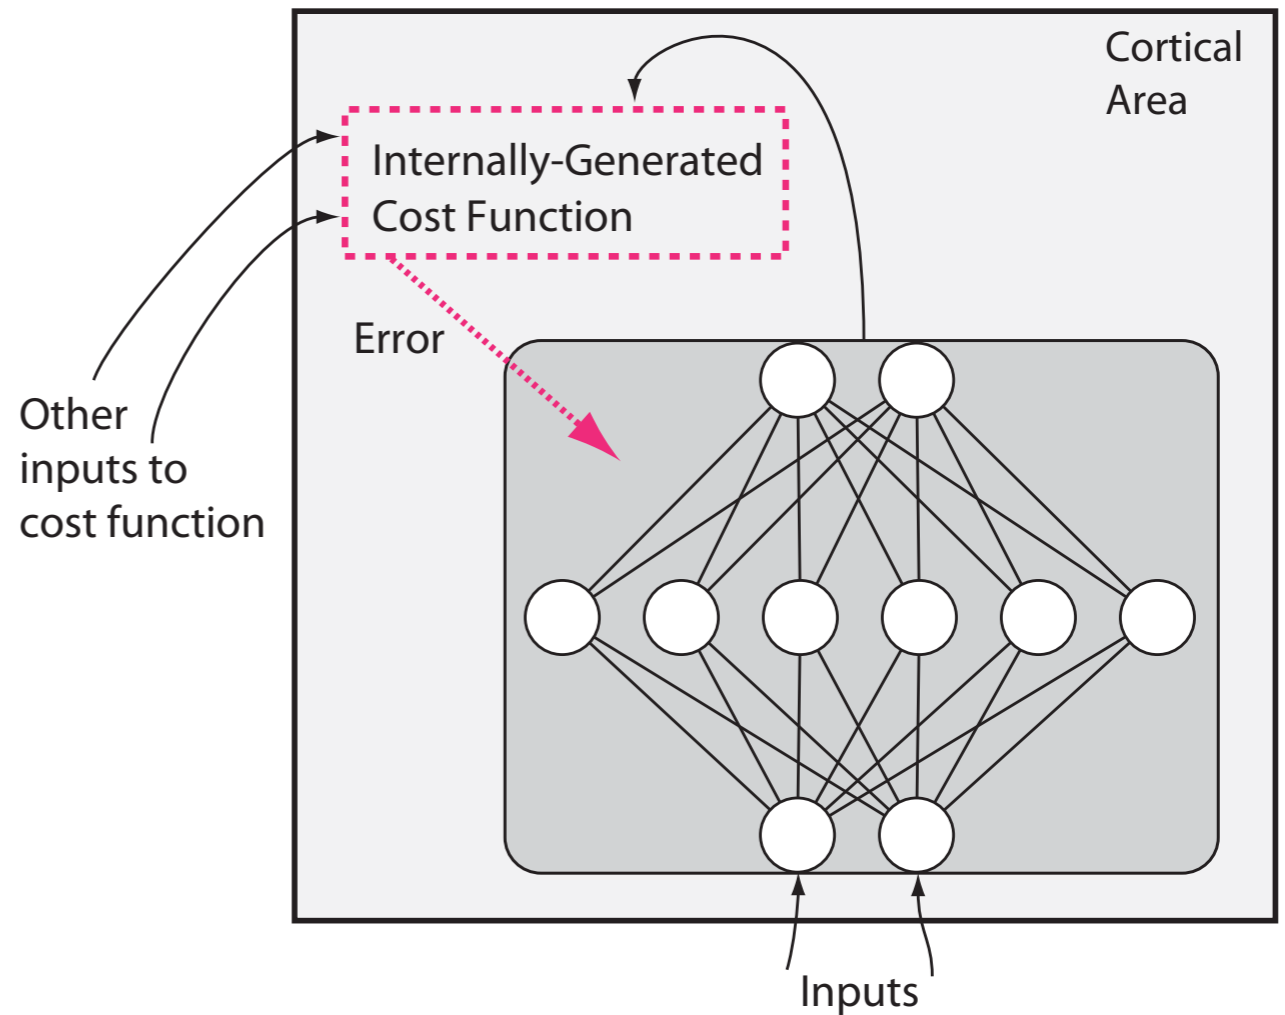 Cortical
Area
Internally-Generated
Cost Function
Error
Other
inputs to
cost function
Inputs